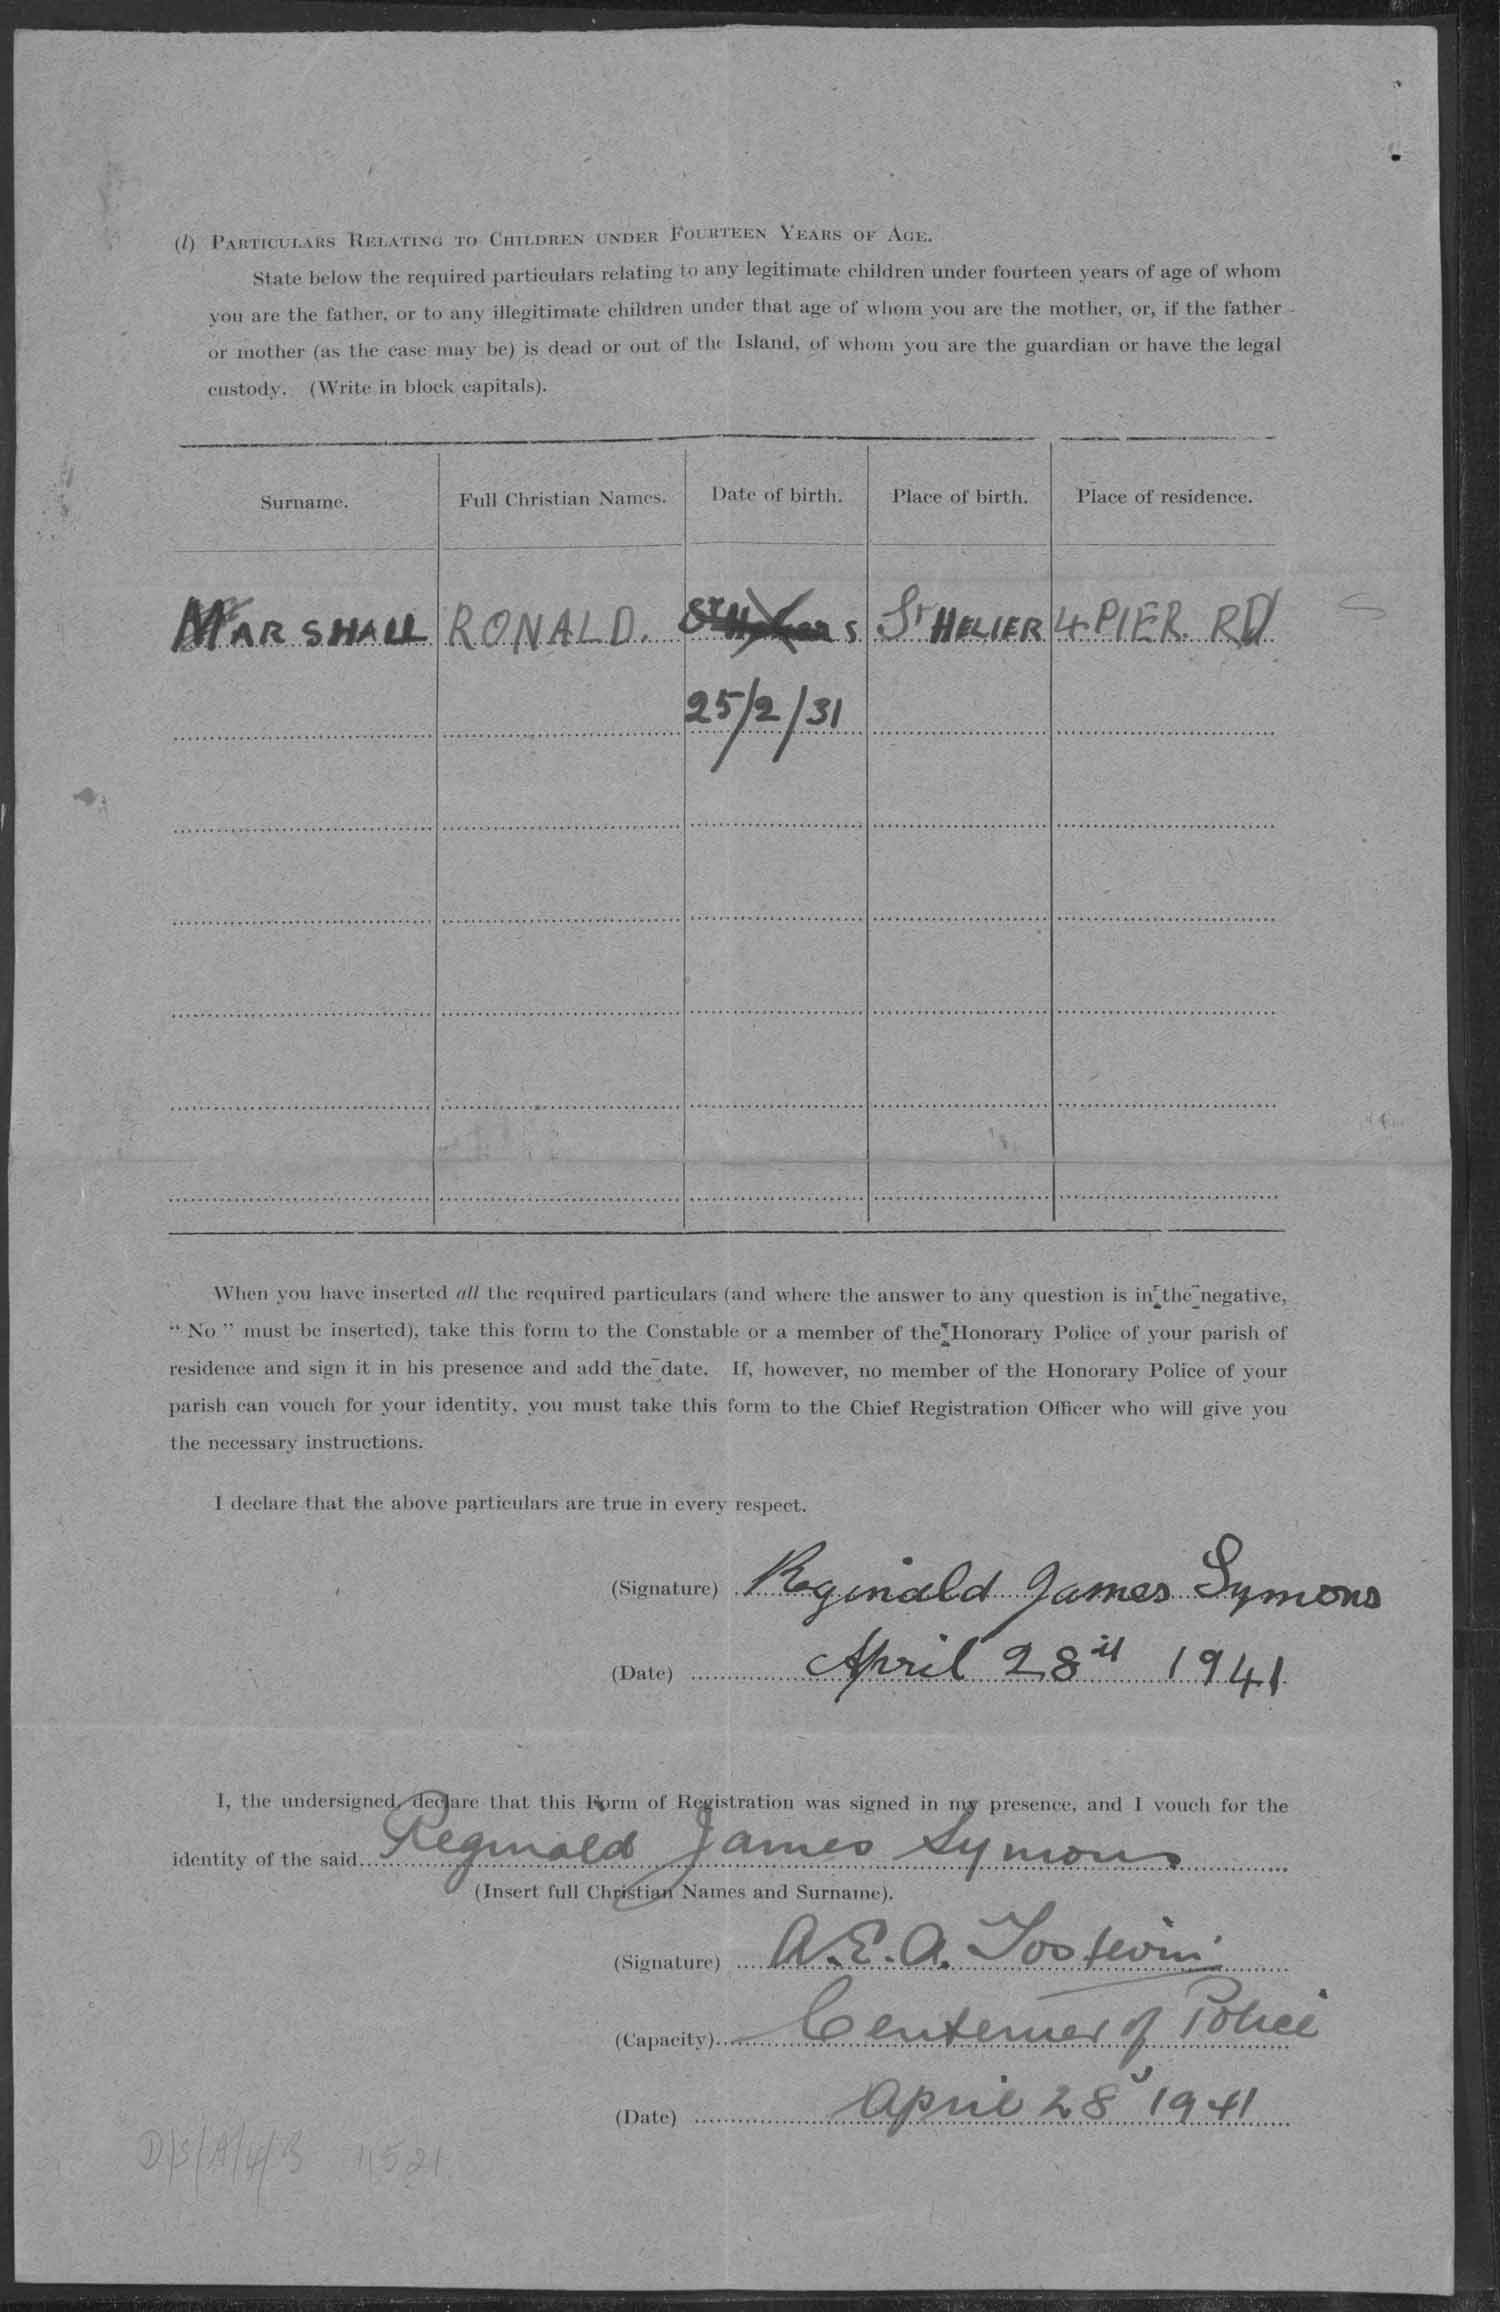 (l) PARTICULARS RELATING TO CHILDREN UNDER FOURTEEN YEARS OF AGE.
State below the required particulars relating to any legitimate children under fourteen years of age of whom
you are the father, or to any illegitimate children under that age of whom you are the mother, or, if the father
or mother (as the case may be) is dead or out of the Island, of whom you are the guardian or have the legal
custody. (Write in block capitals).
Surname. Full Christian Names. Date of birth. Place of birth. Place of residence.
MARSHALL RONALD. St HELIER 4 PIER RD S
25/2/31
When you have inserted all the required particulars (and where the answer to any question is in the negative,
“ No ” must be inserted), take this form to the Constable or a member of the Honorary Police of your parish of
residence and sign it in his presence and add the date. If, however, no member of the Honorary Police of your
parish can vouch for your identity, you must take this form to the Chief Registration Officer who will give you
the necessary instructions.
I declare that the above particulars are true in every respect.
(Signature) Reginald James Symons
(Date) April 28th 1941
I, the undersigned, declare that this Form of Registration was signed in my presence, and I vouch for the
identity of the said Reginald James Symons
(Insert full Christian Names and Surname).
(Signature) A. E. A. Tostevin
(Capacity) Centenier of Police
(Date) April 28 1941
D/S/A/4/B 11521